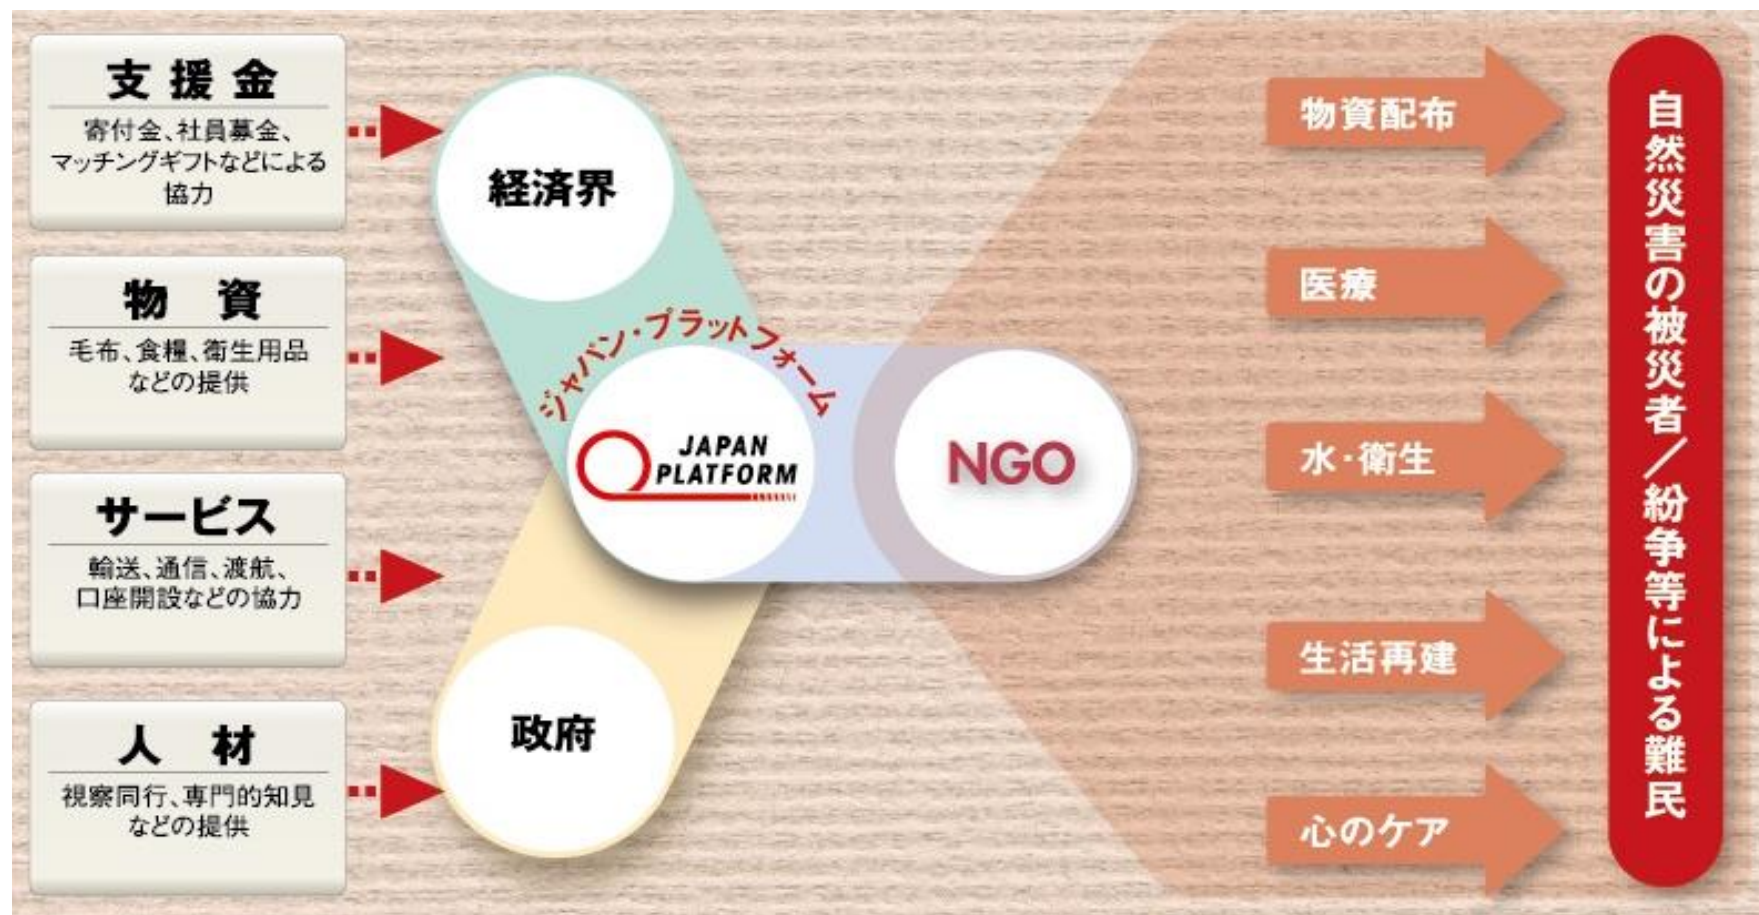 支援金
寄付金、社員募金、
マッチングギフトなどによる
協力
物資
毛布、食糧、衛生用品
などの提供
サービス
輸送、通信、渡航、
口座開設などの協力
人材
視察同行、専門的知見
などの提供
経済界
ジャパン・プラットフォーム
JAPAN
PLATFORM
NGO
政府
物資配布
医療
水・衛生
生活再建
心のケア
自然災害の被災者／紛争等による難民